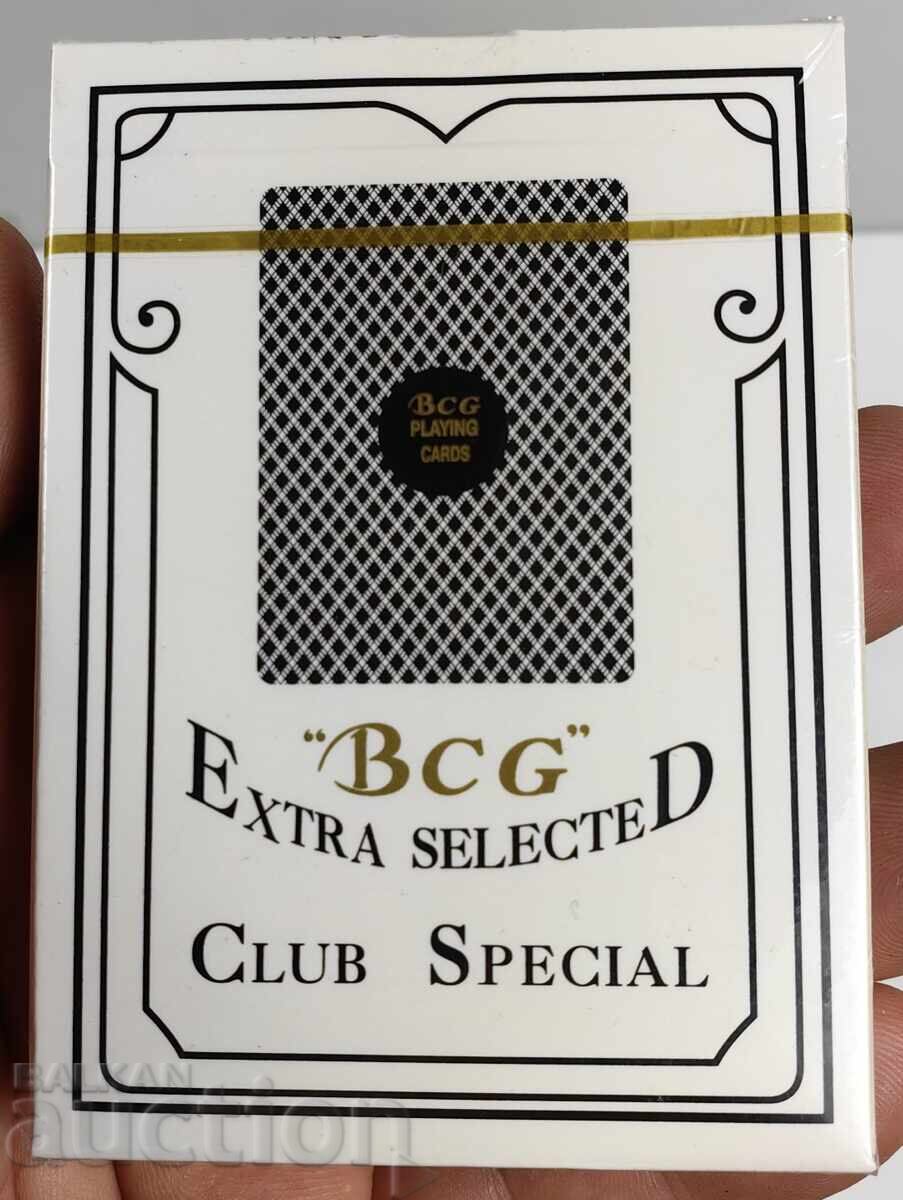 BCG
PLAYING
CARDS
"BCG"
EXTRA SELECTED
CLUB SPECIAL
BALKAN
auction